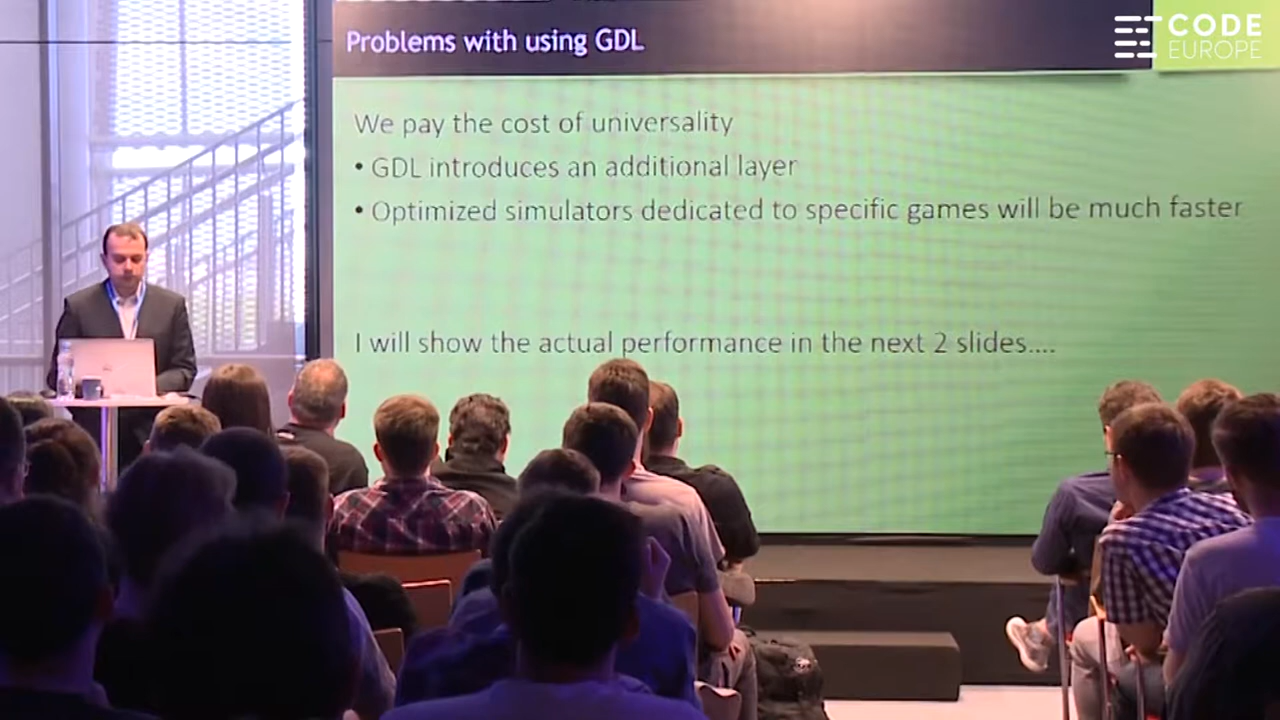 Problems with using GDL
CODE
EUROPE
We pay the cost of universality
• GDL introduces an additional layer
• Optimized simulators dedicated to specific games will be much faster
I will show the actual performance in the next 2 slides....